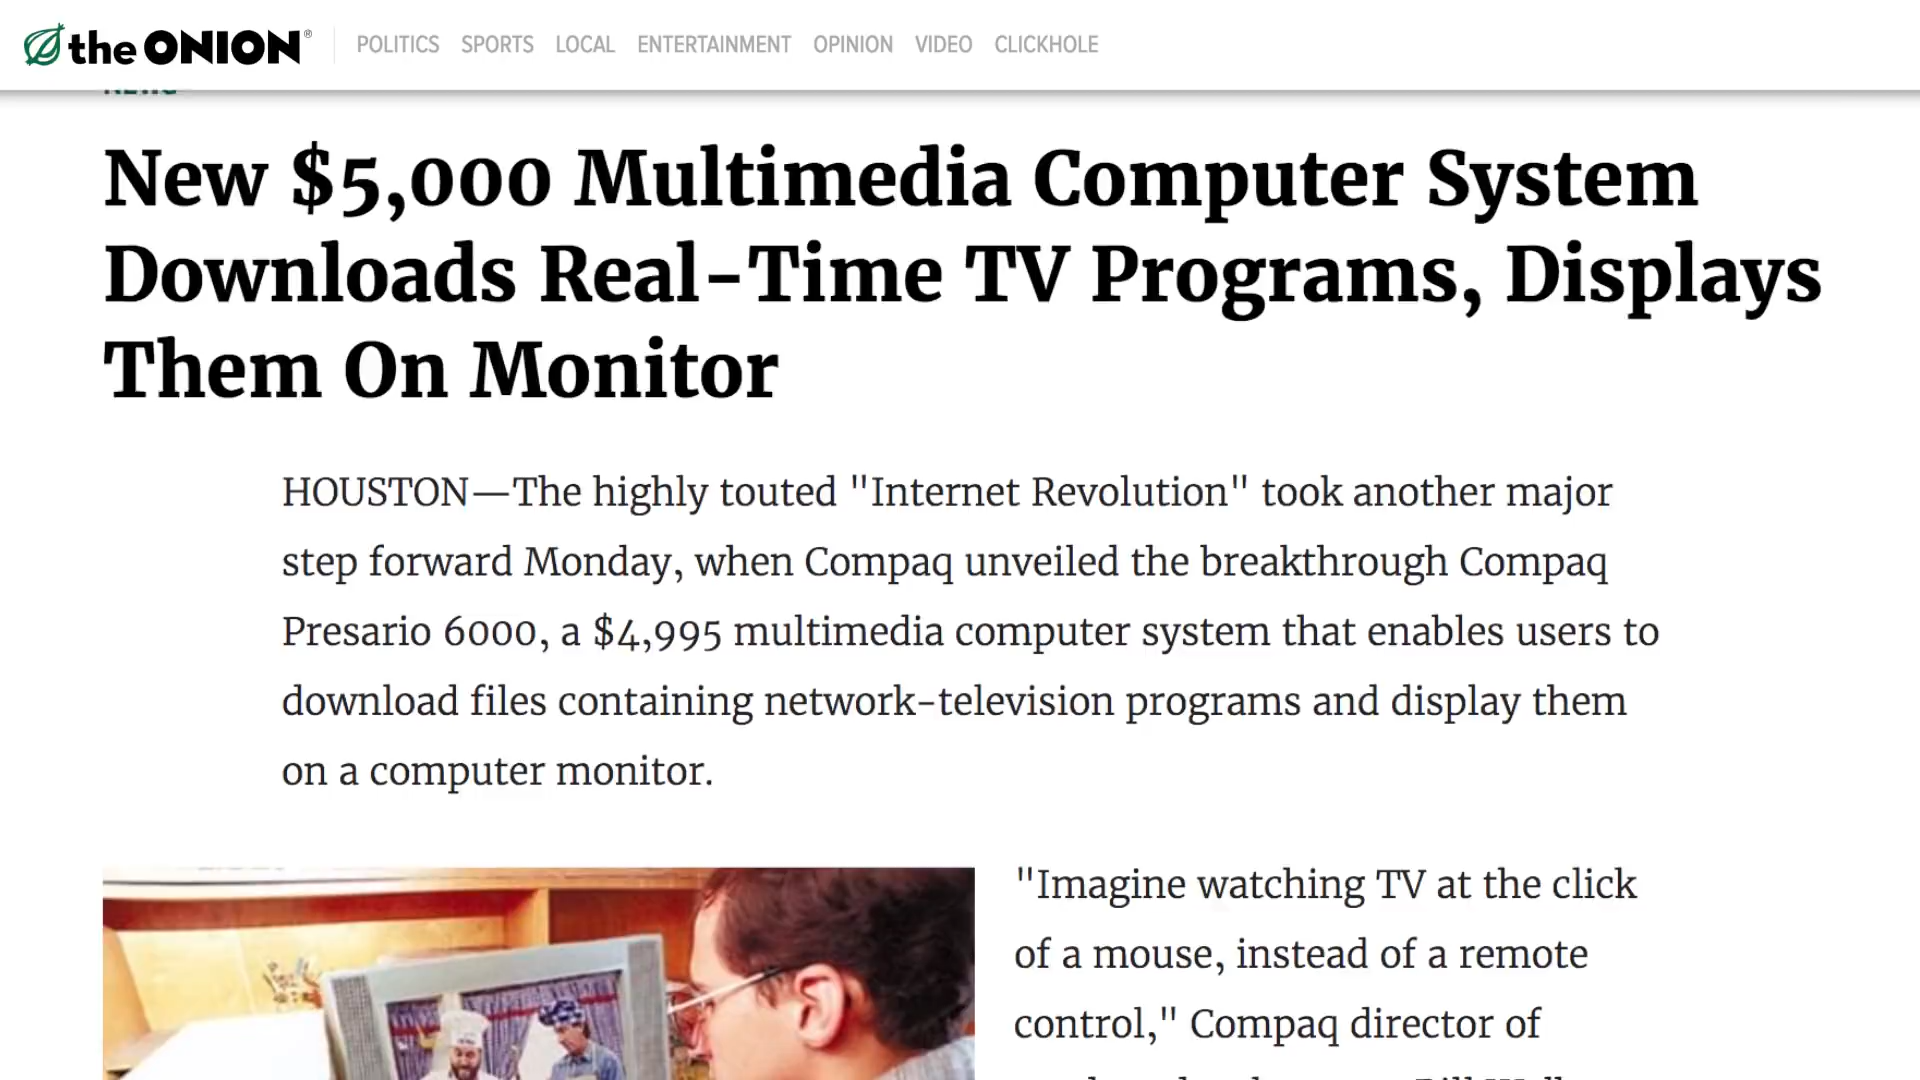 the ONION®
POLITICS SPORTS LOCAL ENTERTAINMENT OPINION VIDEO CLICKHOLE
New $5,000 Multimedia Computer System
Downloads Real-Time TV Programs, Displays
Them On Monitor
HOUSTON—The highly touted "Internet Revolution" took another major
step forward Monday, when Compaq unveiled the breakthrough Compaq
Presario 6000, a $4,995 multimedia computer system that enables users to
download files containing network-television programs and display them
on a computer monitor.
"Imagine watching TV at the click
of a mouse, instead of a remote
control," Compaq director of